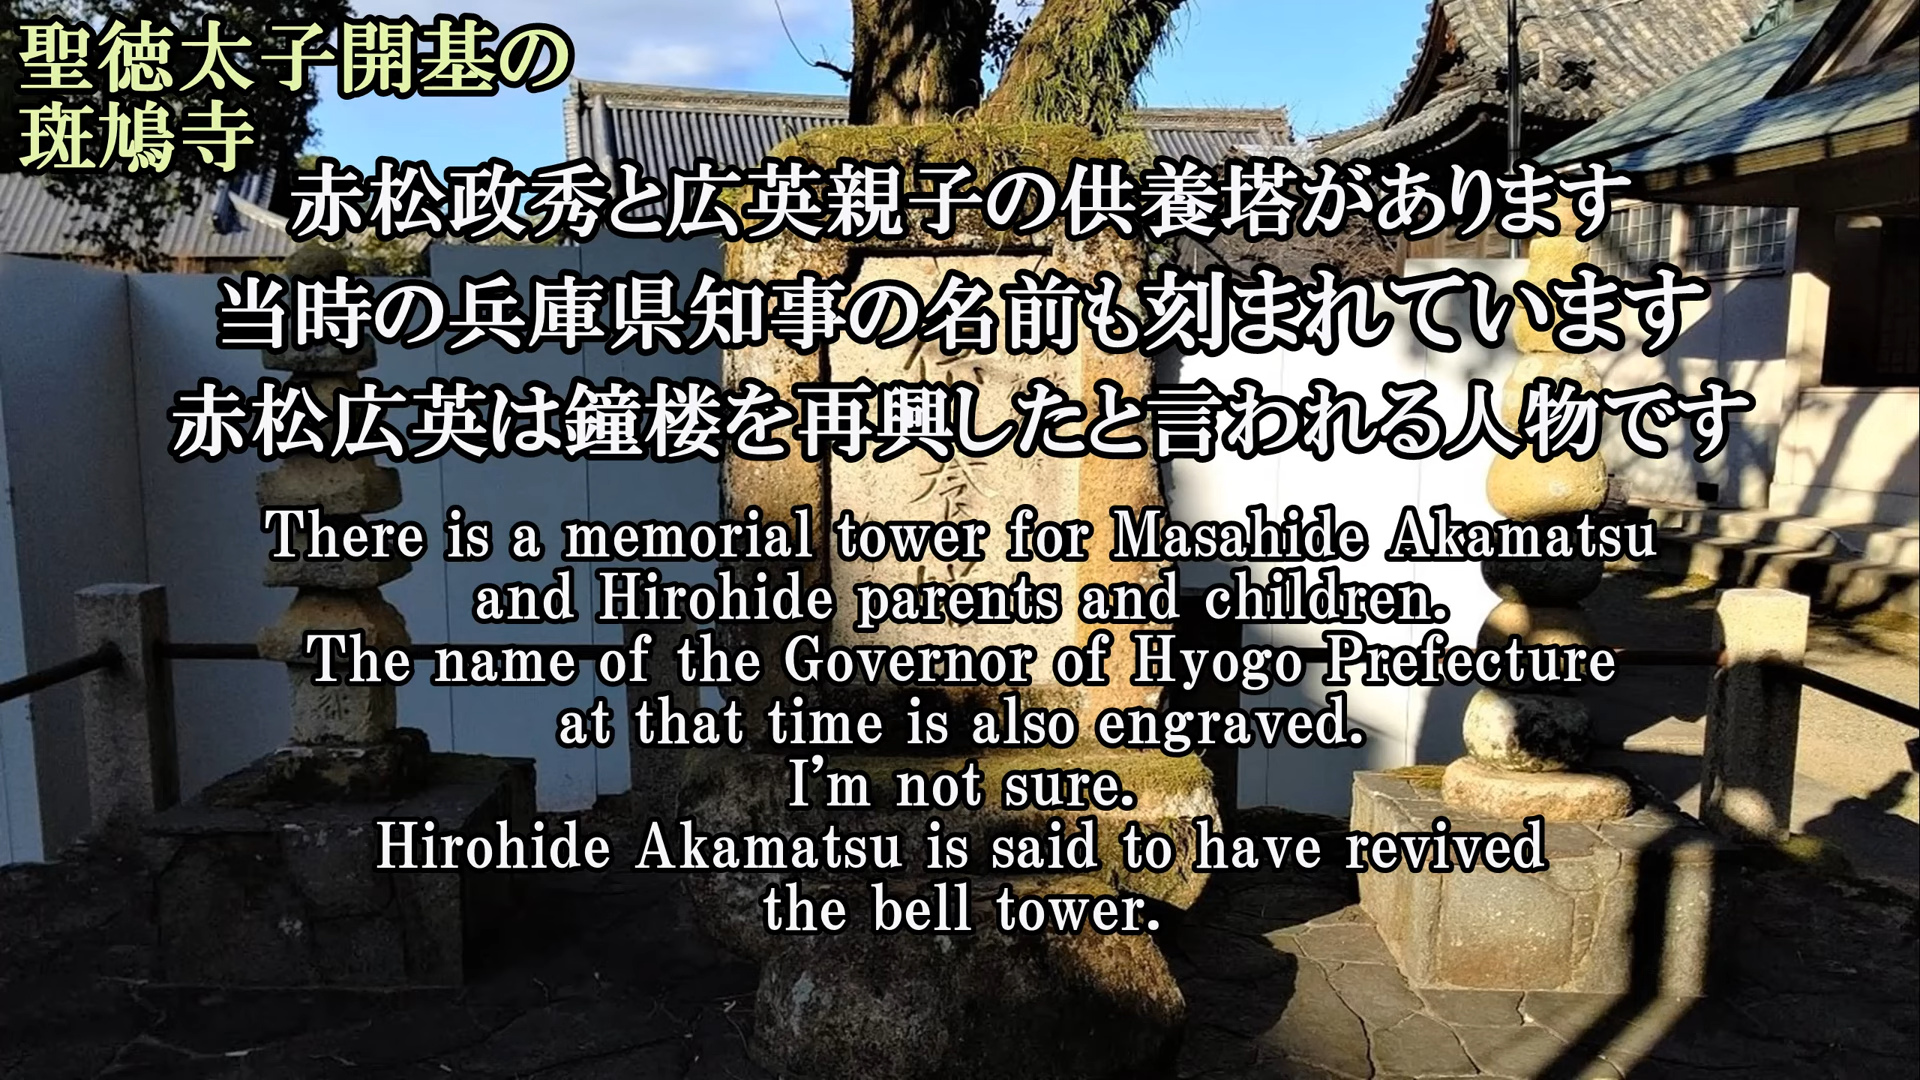 聖徳太子開基の
斑鳩寺
赤松政秀と広英親子の供養塔があります
当時の兵庫県知事の名前も刻まれています
赤松広英は鐘楼を再興したと言われる人物です
There is a memorial tower for Masahide Akamatsu
and Hirohide parents and children.
The name of the Governor of Hyogo Prefecture
at that time is also engraved.
I'm not sure.
Hirohide Akamatsu is said to have revived
the bell tower.